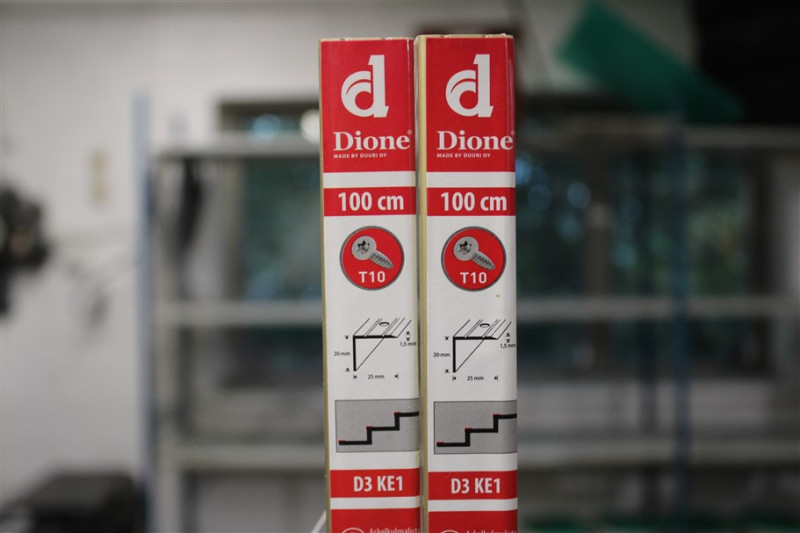 d
Dione®
MADE BY DUURI OY
100 cm
T10
20 mm
1,5 mm
25 mm
D3 KE1
d
Dione®
MADE BY DUURI OY
100 cm
T10
20 mm
1,5 mm
25 mm
D3 KE1